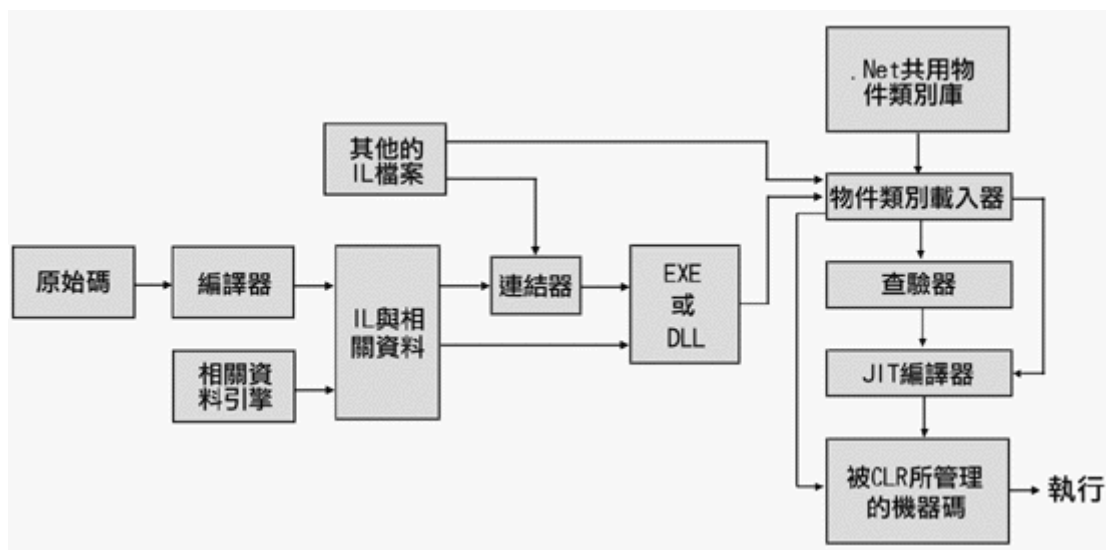 .Net共用物
件類別庫
其他的
IL檔案
物件類別載入器
原始碼
編譯器
IL與相
關資料
連結器
EXE
或
DLL
查驗器
相關資
料引擎
JIT編譯器
被CLR所管理
的機器碼
執行